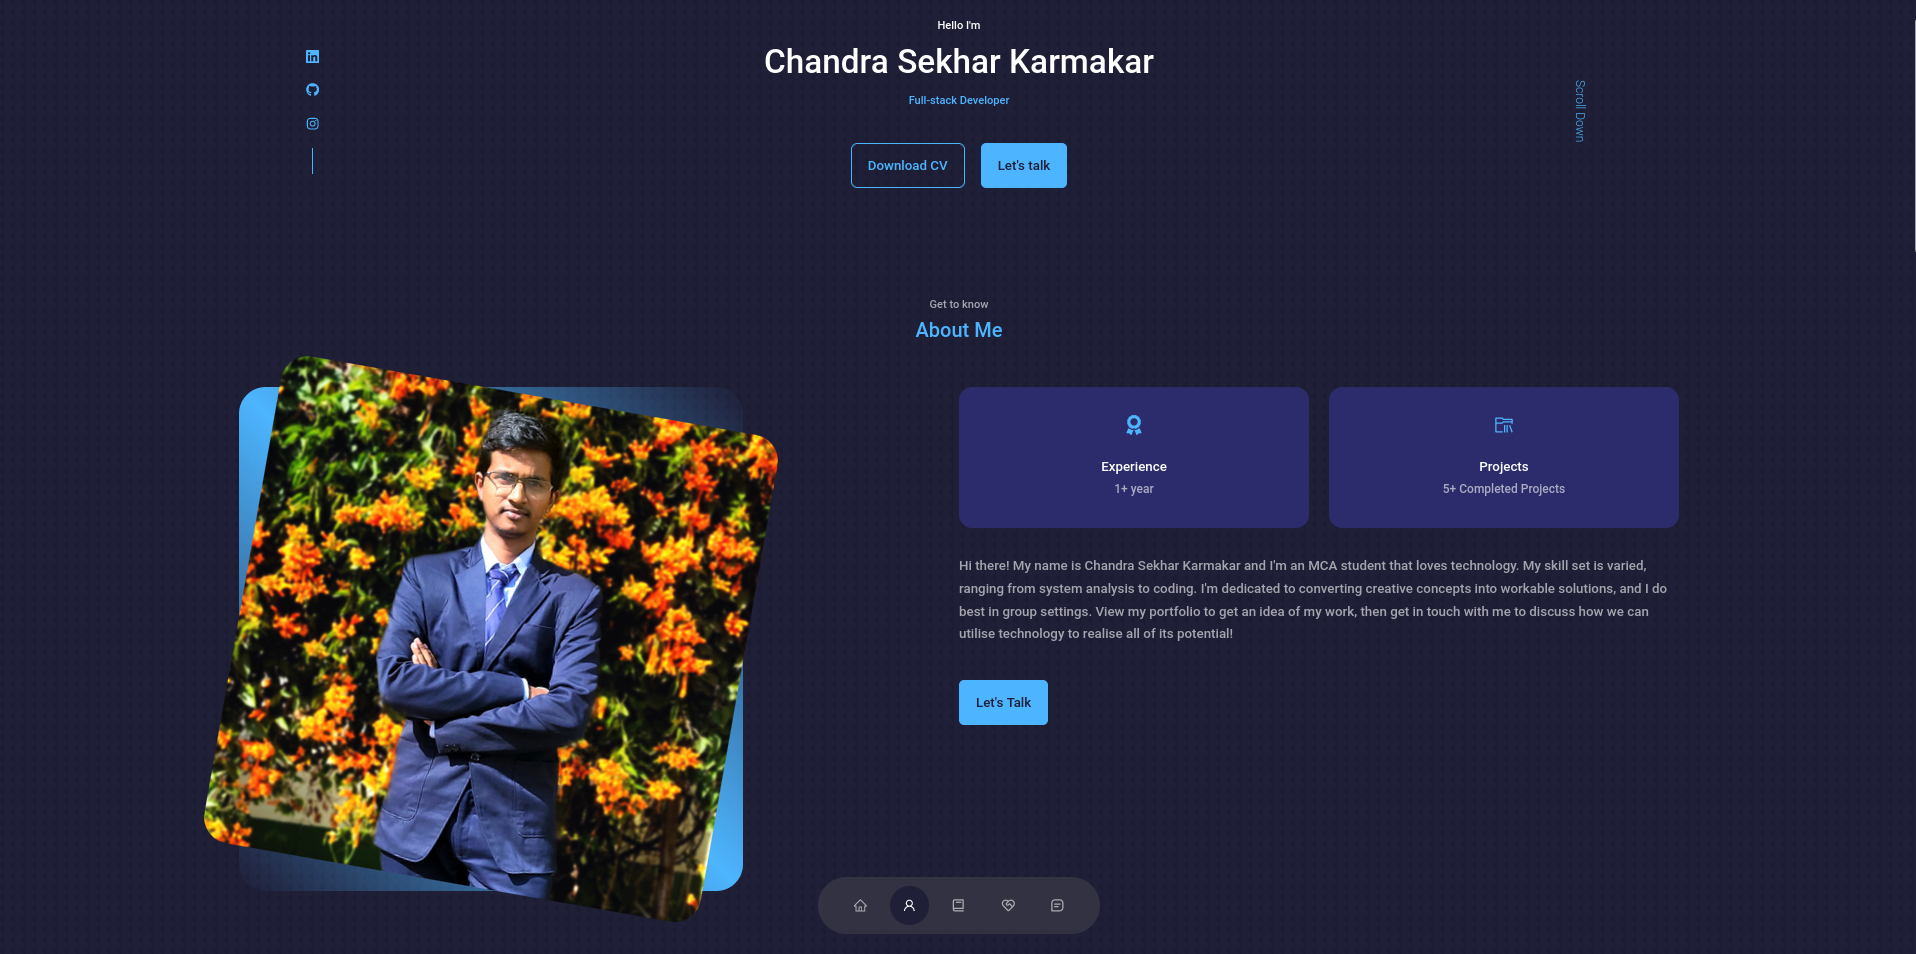 Hello I'm
Chandra Sekhar Karmakar
Full-stack Developer
Scroll Down
Download CV
Let's talk
Get to know
About Me
Experience
1+ year
Projects
5+ Completed Projects
Hi there! My name is Chandra Sekhar Karmakar and I'm an MCA student that loves technology. My skill set is varied,
ranging from system analysis to coding. I'm dedicated to converting creative concepts into workable solutions, and I do
best in group settings. View my portfolio to get an idea of my work, then get in touch with me to discuss how we can
utilise technology to realise all of its potential!
Let's Talk